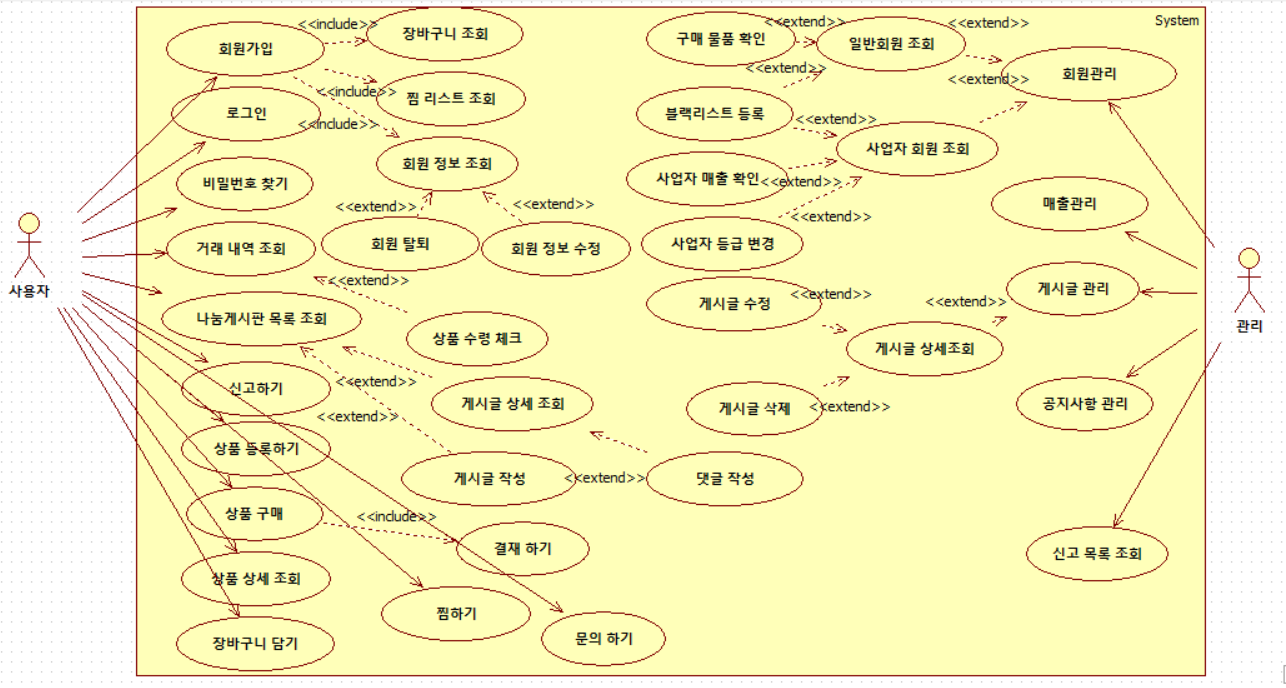 System
<<include>>
회원가입
장바구니 조회
<<include>>
찜 리스트 조회
로그인
<<include>>
회원 정보 조회
비밀번호 찾기
<<extend>>
<<extend>>
거래 내역 조회
회원 탈퇴
회원 정보 수정
<<extend>>
나눔게시판 목록 조회
상품 수령 체크
사용자
신고하기
<<extend>>
게시글 상세 조회
<<extend>>
상품 등록하기
게시글 작성
<<extend>>
댓글 작성
상품 구매
<<include>>
결재 하기
상품 상세 조회
찜하기
장바구니 담기
문의 하기
<<extend>>
<<extend>>
구매 물품 확인
일반회원 조회
<<extend>>
<<extend>>
회원관리
블랙리스트 등록
<<extend>>
사업자 회원 조회
사업자 매출 확인
<<extend>>
<<extend>>
사업자 등급 변경
매출관리
게시글 수정
<<extend>>
<<extend>>
게시글 관리
게시글 상세조회
관리
게시글 삭제
<<extend>>
공지사항 관리
신고 목록 조회